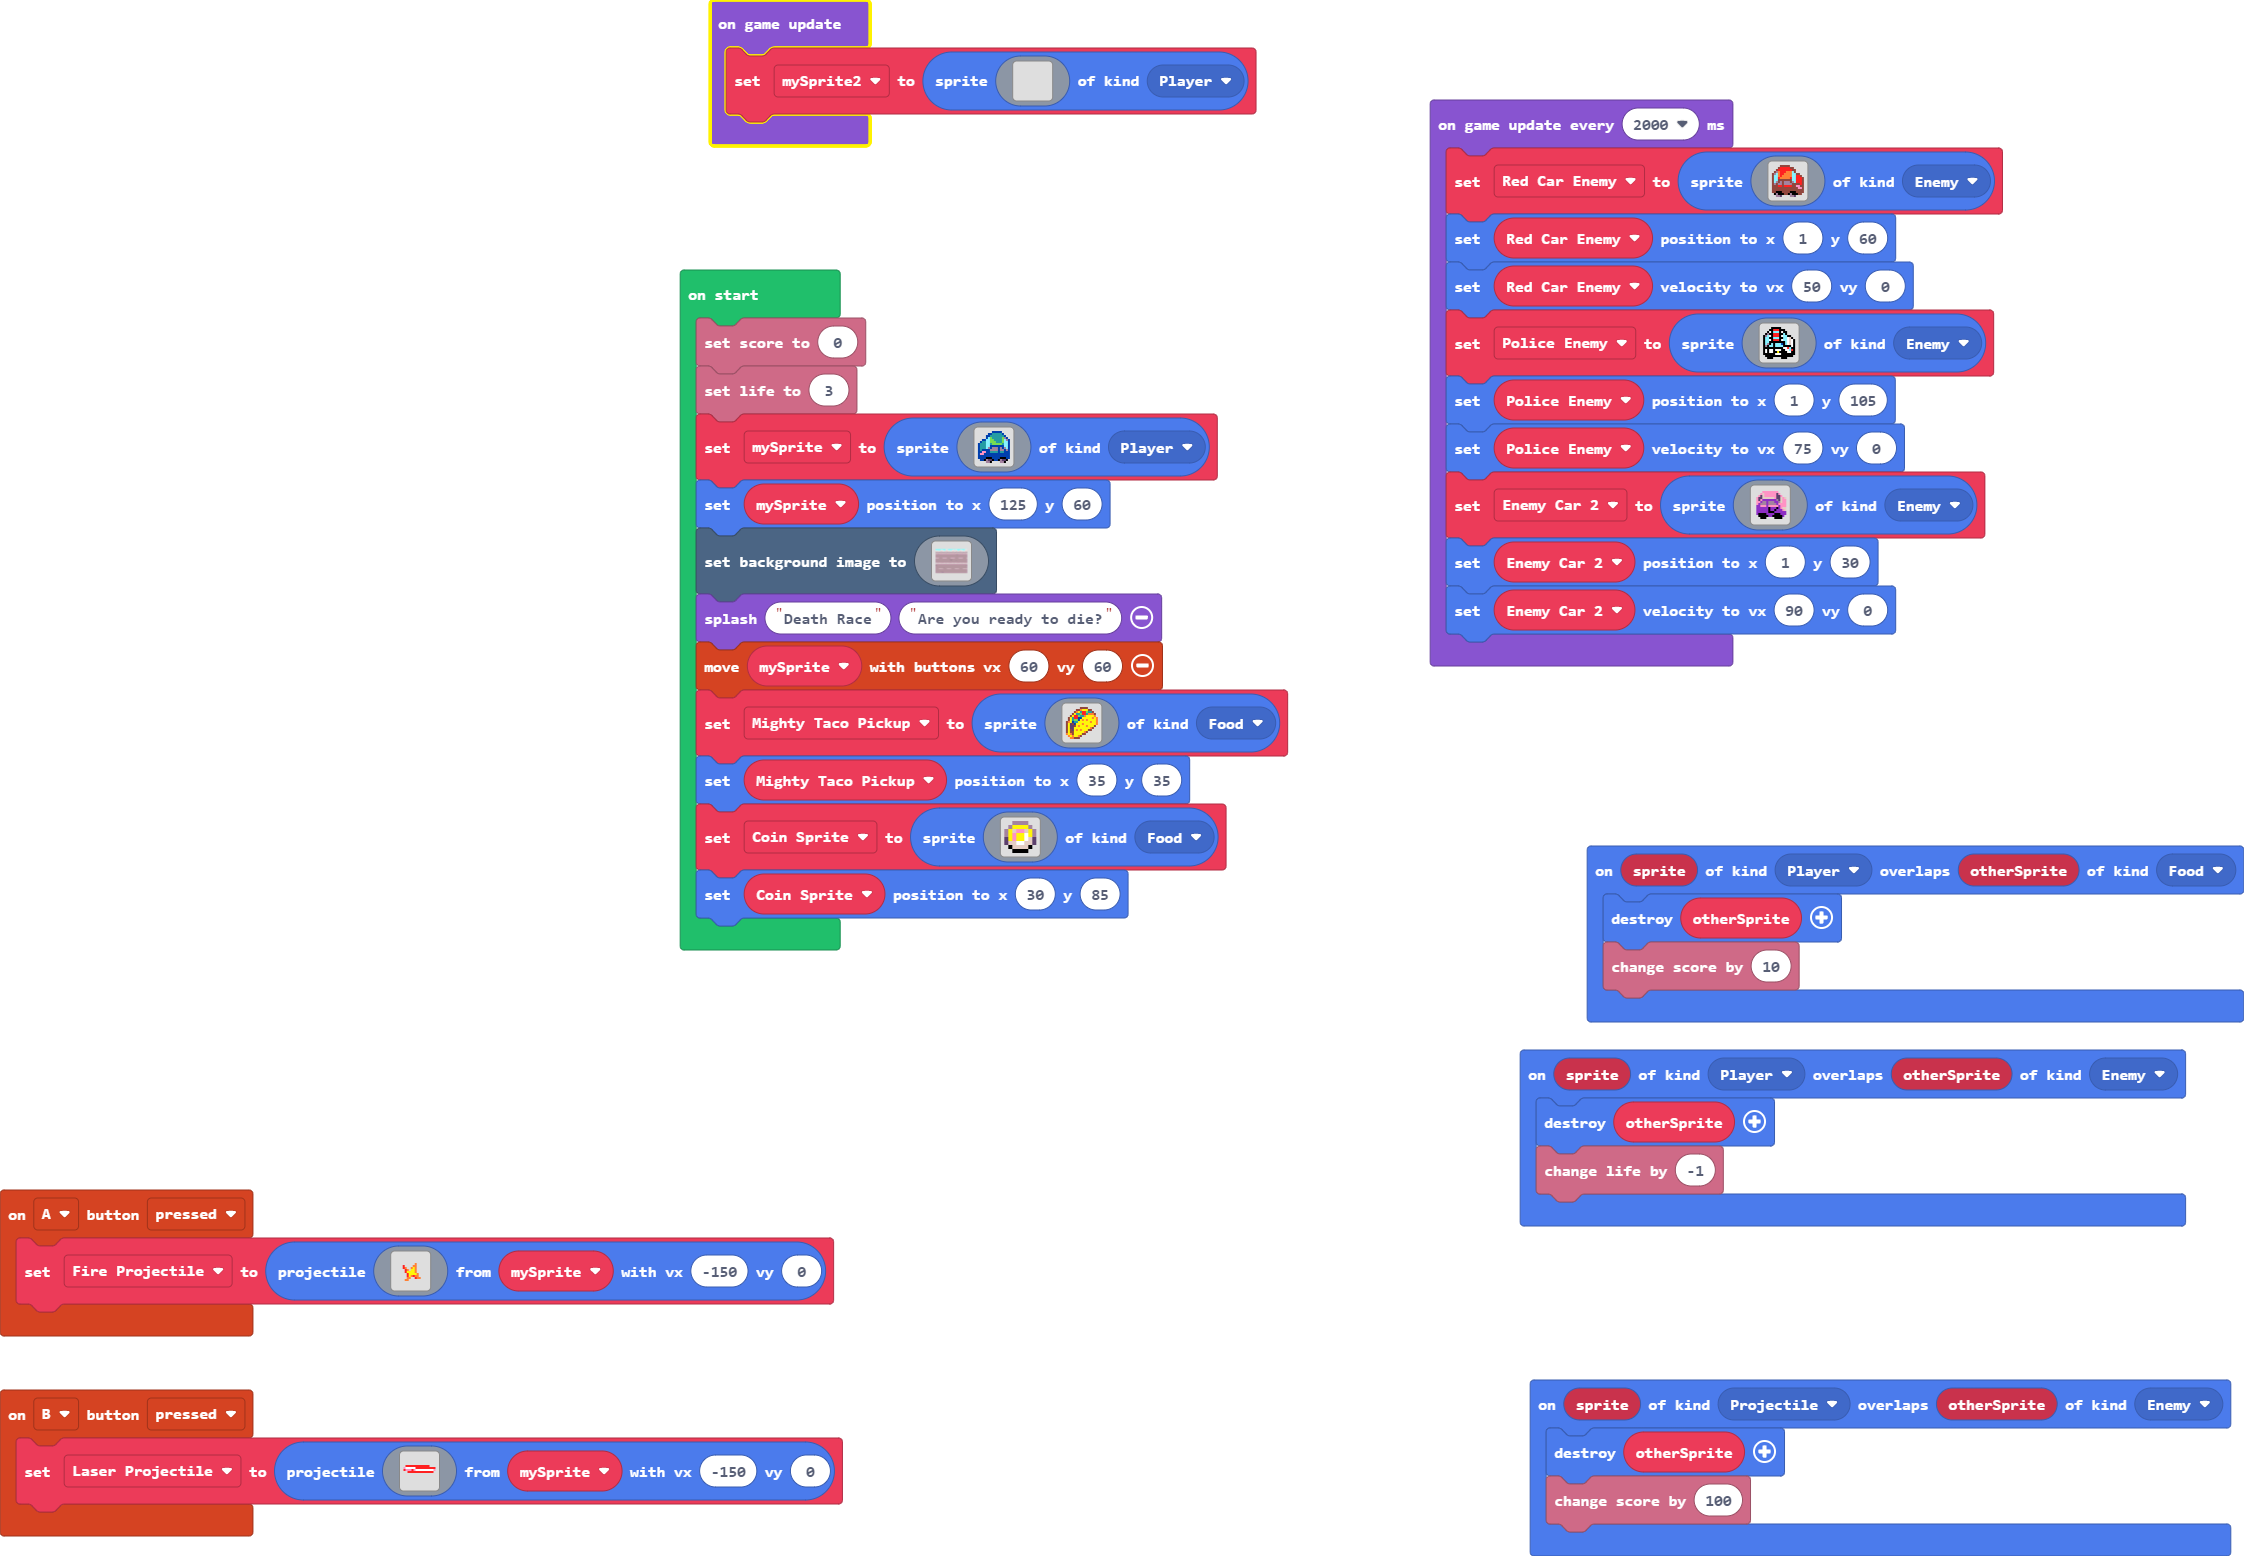 on game update
set mySprite2 to sprite of kind Player
on start
set score to 0
set life to 3
set mySprite to sprite of kind Player
set mySprite position to x 125 y 60
set background image to
splash "Death Race" "Are you ready to die?"
move mySprite with buttons vx 60 vy 60
set Mighty Taco Pickup to sprite of kind Food
set Mighty Taco Pickup position to x 35 y 35
set Coin Sprite to sprite of kind Food
set Coin Sprite position to x 30 y 85
on game update every 2000 ms
set Red Car Enemy to sprite of kind Enemy
set Red Car Enemy position to x 1 y 60
set Red Car Enemy velocity to vx 50 vy 0
set Police Enemy to sprite of kind Enemy
set Police Enemy position to x 1 y 105
set Police Enemy velocity to vx 75 vy 0
set Enemy Car 2 to sprite of kind Enemy
set Enemy Car 2 position to x 1 y 30
set Enemy Car 2 velocity to vx 90 vy 0
on sprite of kind Player overlaps otherSprite of kind Food
destroy otherSprite
change score by 10
on sprite of kind Player overlaps otherSprite of kind Enemy
destroy otherSprite
change life by -1
on A button pressed
set Fire Projectile to projectile from mySprite with vx -150 vy 0
on B button pressed
set Laser Projectile to projectile from mySprite with vx -150 vy 0
on sprite of kind Projectile overlaps otherSprite of kind Enemy
destroy otherSprite
change score by 100